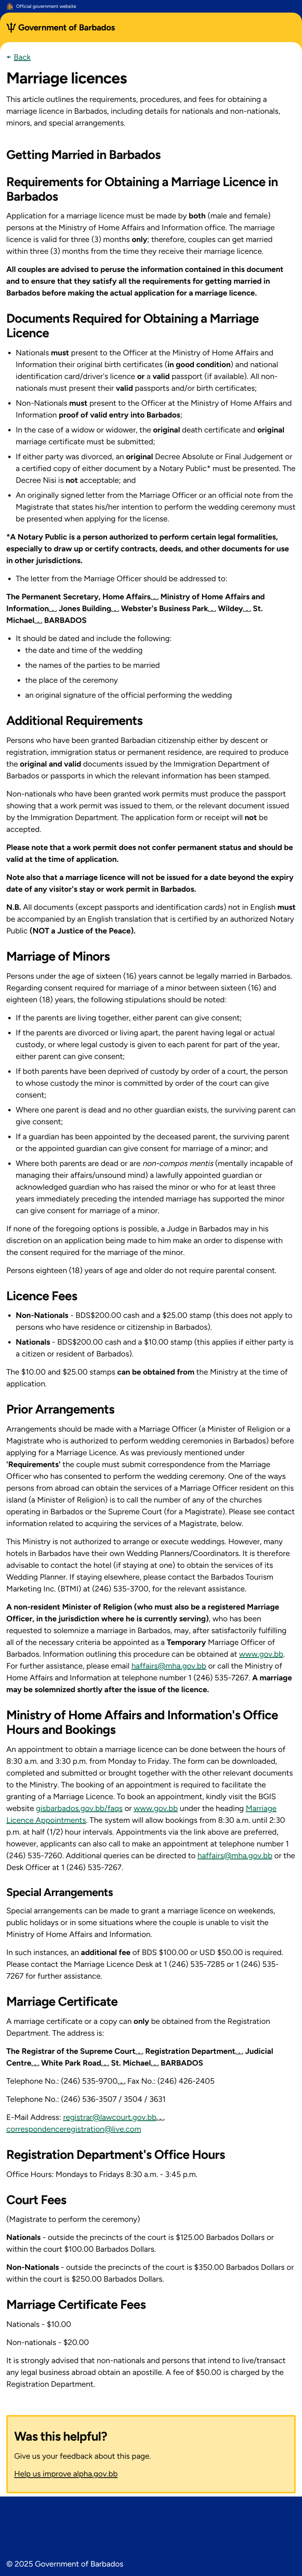 Official government website
Government of Barbados
← Back
Marriage licences
This article outlines the requirements, procedures, and fees for obtaining a
marriage licence in Barbados, including details for nationals and non-nationals,
minors, and special arrangements.
Getting Married in Barbados
Requirements for Obtaining a Marriage Licence in
Barbados
Application for a marriage licence must be made by both (male and female)
persons at the Ministry of Home Affairs and Information office. The marriage
licence is valid for three (3) months only; therefore, couples can get married
within three (3) months from the time they receive their marriage licence.
All couples are advised to peruse the information contained in this document
and to ensure that they satisfy all the requirements for getting married in
Barbados before making the actual application for a marriage licence.
Documents Required for Obtaining a Marriage
Licence
• Nationals must present to the Officer at the Ministry of Home Affairs and
Information their original birth certificates (in good condition) and national
identification card/driver's licence or a valid passport (if available). All non-
nationals must present their valid passports and/or birth certificates;
• Non-Nationals must present to the Officer at the Ministry of Home Affairs and
Information proof of valid entry into Barbados;
• In the case of a widow or widower, the original death certificate and original
marriage certificate must be submitted;
• If either party was divorced, an original Decree Absolute or Final Judgement or
a certified copy of either document by a Notary Public* must be presented. The
Decree Nisi is not acceptable; and
• An originally signed letter from the Marriage Officer or an official note from the
Magistrate that states his/her intention to perform the wedding ceremony must
be presented when applying for the license.
*A Notary Public is a person authorized to perform certain legal formalities,
especially to draw up or certify contracts, deeds, and other documents for use
in other jurisdictions.
• The letter from the Marriage Officer should be addressed to:
The Permanent Secretary, Home Affairs_._, Ministry of Home Affairs and
Information_._, Jones Building_._, Webster's Business Park_._, Wildey_._, St.
Michael_._, BARBADOS
• It should be dated and include the following:
• the date and time of the wedding
• the names of the parties to be married
• the place of the ceremony
• an original signature of the official performing the wedding
Additional Requirements
Persons who have been granted Barbadian citizenship either by descent or
registration, immigration status or permanent residence, are required to produce
the original and valid documents issued by the Immigration Department of
Barbados or passports in which the relevant information has been stamped.
Non-nationals who have been granted work permits must produce the passport
showing that a work permit was issued to them, or the relevant document issued
by the Immigration Department. The application form or receipt will not be
accepted.
Please note that a work permit does not confer permanent status and should be
valid at the time of application.
Note also that a marriage licence will not be issued for a date beyond the expiry
date of any visitor's stay or work permit in Barbados.
N.B. All documents (except passports and identification cards) not in English must
be accompanied by an English translation that is certified by an authorized Notary
Public (NOT a Justice of the Peace).
Marriage of Minors
Persons under the age of sixteen (16) years cannot be legally married in Barbados.
Regarding consent required for marriage of a minor between sixteen (16) and
eighteen (18) years, the following stipulations should be noted:
• If the parents are living together, either parent can give consent;
• If the parents are divorced or living apart, the parent having legal or actual
custody, or where legal custody is given to each parent for part of the year,
either parent can give consent;
• If both parents have been deprived of custody by order of a court, the person
to whose custody the minor is committed by order of the court can give
consent;
• Where one parent is dead and no other guardian exists, the surviving parent can
give consent;
• If a guardian has been appointed by the deceased parent, the surviving parent
or the appointed guardian can give consent for marriage of a minor; and
• Where both parents are dead or are non-compos mentis (mentally incapable of
managing their affairs/unsound mind) a lawfully appointed guardian or
acknowledged guardian who has raised the minor or who for at least three
years immediately preceding the intended marriage has supported the minor
can give consent for marriage of a minor.
If none of the foregoing options is possible, a Judge in Barbados may in his
discretion on an application being made to him make an order to dispense with
the consent required for the marriage of the minor.
Persons eighteen (18) years of age and older do not require parental consent.
Licence Fees
• Non-Nationals - BDS$200.00 cash and a $25.00 stamp (this does not apply to
persons who have residence or citizenship in Barbados).
• Nationals - BDS$200.00 cash and a $10.00 stamp (this applies if either party is
a citizen or resident of Barbados).
The $10.00 and $25.00 stamps can be obtained from the Ministry at the time of
application.
Prior Arrangements
Arrangements should be made with a Marriage Officer (a Minister of Religion or a
Magistrate who is authorized to perform wedding ceremonies in Barbados) before
applying for a Marriage Licence. As was previously mentioned under
'Requirements' the couple must submit correspondence from the Marriage
Officer who has consented to perform the wedding ceremony. One of the ways
persons from abroad can obtain the services of a Marriage Officer resident on this
island (a Minister of Religion) is to call the number of any of the churches
operating in Barbados or the Supreme Court (for a Magistrate). Please see contact
information related to acquiring the services of a Magistrate, below.
This Ministry is not authorized to arrange or execute weddings. However, many
hotels in Barbados have their own Wedding Planners/Coordinators. It is therefore
advisable to contact the hotel (if staying at one) to obtain the services of its
Wedding Planner. If staying elsewhere, please contact the Barbados Tourism
Marketing Inc. (BTMI) at (246) 535-3700, for the relevant assistance.
A non-resident Minister of Religion (who must also be a registered Marriage
Officer, in the jurisdiction where he is currently serving), who has been
requested to solemnize a marriage in Barbados may, after satisfactorily fulfilling
all of the necessary criteria be appointed as a Temporary Marriage Officer of
Barbados. Information outlining this procedure can be obtained at www.gov.bb.
For further assistance, please email haffairs@mha.gov.bb or call the Ministry of
Home Affairs and Information at telephone number 1 (246) 535-7267. A marriage
may be solemnized shortly after the issue of the licence.
Ministry of Home Affairs and Information's Office
Hours and Bookings
An appointment to obtain a marriage licence can be done between the hours of
8:30 a.m. and 3:30 p.m. from Monday to Friday. The form can be downloaded,
completed and submitted or brought together with the other relevant documents
to the Ministry. The booking of an appointment is required to facilitate the
granting of a Marriage Licence. To make an appointment, kindly visit the BGIS
website gisbarbados.gov.bb/faqs or www.gov.bb under the heading Marriage
Licence Appointments. The system will allow bookings from 8:30 a.m. until 2:30
p.m. at half (1/2) hour intervals. Appointments via the link above are preferred,
however, applicants can also call to make an appointment at telephone number 1
(246) 535-7260. Additional queries can be directed to haffairs@mha.gov.bb or the
Desk Officer at 1 (246) 535-7267.
Special Arrangements
Special arrangements can be made to grant a marriage licence on weekends,
public holidays or in some situations where the couple is unable to visit the
Ministry of Home Affairs and Information.
In such instances, an additional fee of BDS $100.00 or USD $50.00 is required.
Please contact the Marriage Licence Desk at 1 (246) 535-7285 or 1 (246) 535-
7267 for further assistance.
Marriage Certificate
A marriage certificate or a copy can only be obtained from the Registration
Department. The address is:
The Registrar of the Supreme Court_._, Registration Department_._, Judicial
Centre_._, White Park Road_._, St. Michael_._, BARBADOS
Telephone No.: (246) 535-9700_._, Fax No.: (246) 426-2405
Telephone No.: (246) 536-3507 / 3504 / 3631
E-Mail Address: registrar@lawcourt.gov.bb_._,
correspondenceregistration@live.com
Registration Department's Office Hours
Office Hours: Mondays to Fridays 8:30 a.m. - 3:45 p.m.
Court Fees
(Magistrate to perform the ceremony)
Nationals - outside the precincts of the court is $125.00 Barbados Dollars or
within the court $100.00 Barbados Dollars.
Non-Nationals - outside the precincts of the court is $350.00 Barbados Dollars or
within the court is $250.00 Barbados Dollars.
Marriage Certificate Fees
Nationals - $10.00
Non-nationals - $20.00
It is strongly advised that non-nationals and persons that intend to live/transact
any legal business abroad obtain an apostille. A fee of $50.00 is charged by the
Registration Department.
Was this helpful?
Give us your feedback about this page.
Help us improve alpha.gov.bb
© 2025 Government of Barbados